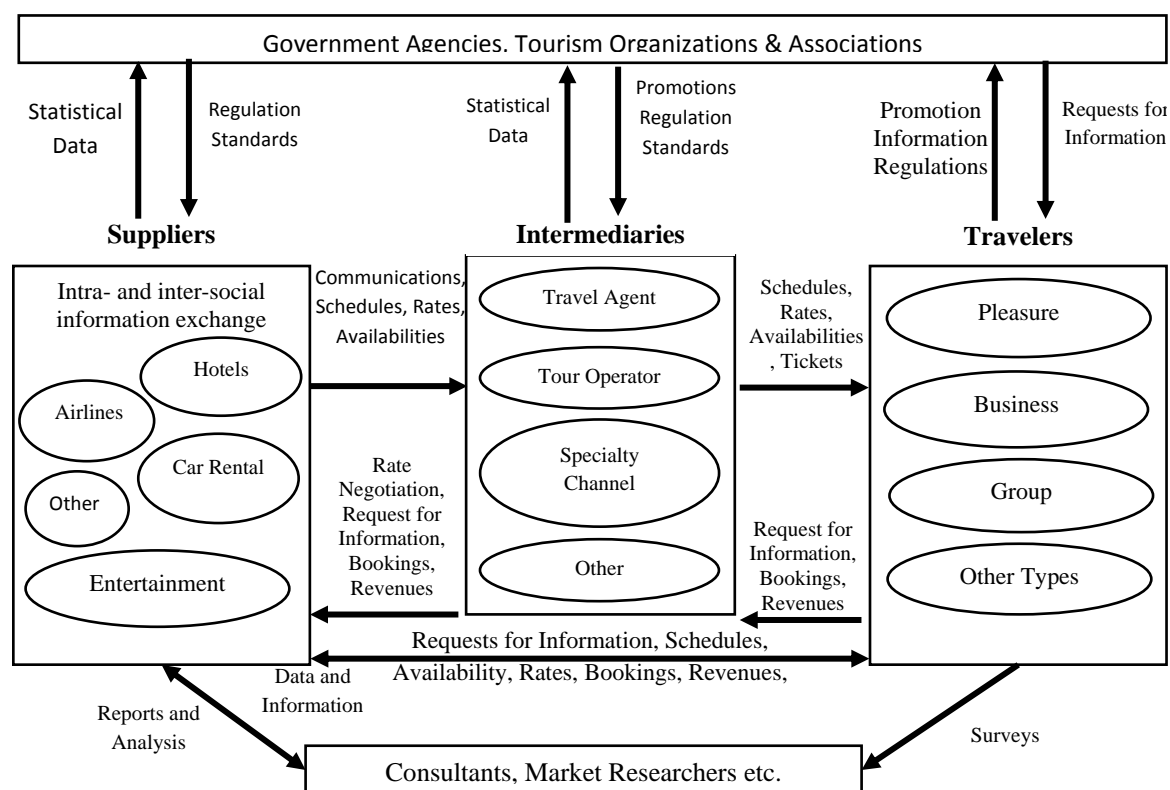 Government Agencies. Tourism Organizations & Associations
Statistical
Data
Regulation
Standards
Statistical
Data
Promotions
Regulation
Standards
Promotion
Information
Regulations
Requests for
Information
Suppliers
Intermediaries
Travelers
Intra- and inter-social
information exchange
Hotels
Airlines
Car Rental
Other
Entertainment
Communications,
Schedules, Rates,
Availabilities
Rate
Negotiation,
Request for
Information,
Bookings,
Revenues
Travel Agent
Tour Operator
Specialty
Channel
Other
Schedules,
Rates,
Availabilities
, Tickets
Request for
Information,
Bookings,
Revenues
Pleasure
Business
Group
Other Types
Requests for Information, Schedules,
Availability, Rates, Bookings, Revenues,
Data and
Information
Reports and
Analysis
Surveys
Consultants, Market Researchers etc.